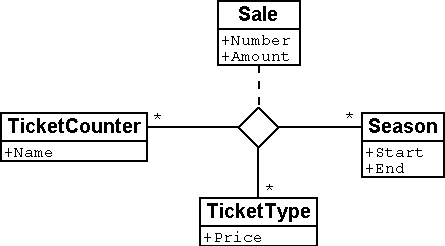 Sale
+Number
+Amount
* *
TicketCounter
+Name
Season
+Start
+End
*
TicketType
+Price